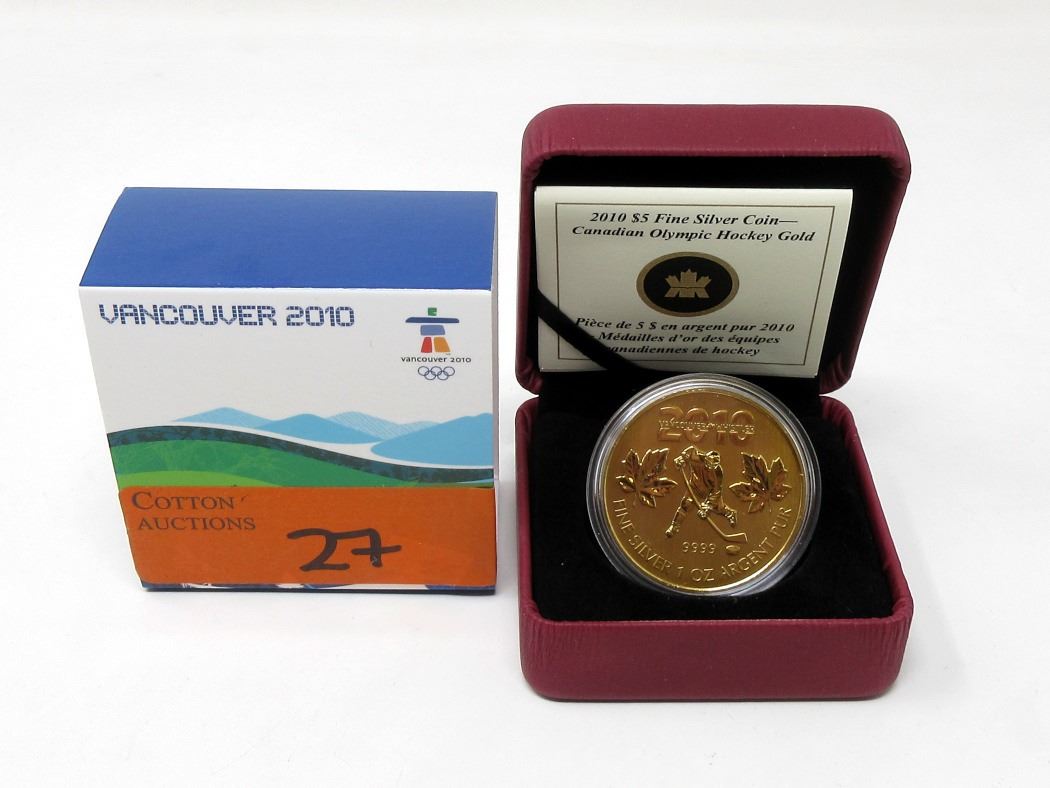 VANCOUVER 2010
vancouver 2010
COTTON
AUCTIONS
27
2010 $5 Fine Silver Coin—
Canadian Olympic Hockey Gold
Pièce de 5 $ en argent pur 2010
Médailles d'or des équipes
canadiennes de hockey
2010
9999
FINE SILVER 1 OZ ARGENT PUR